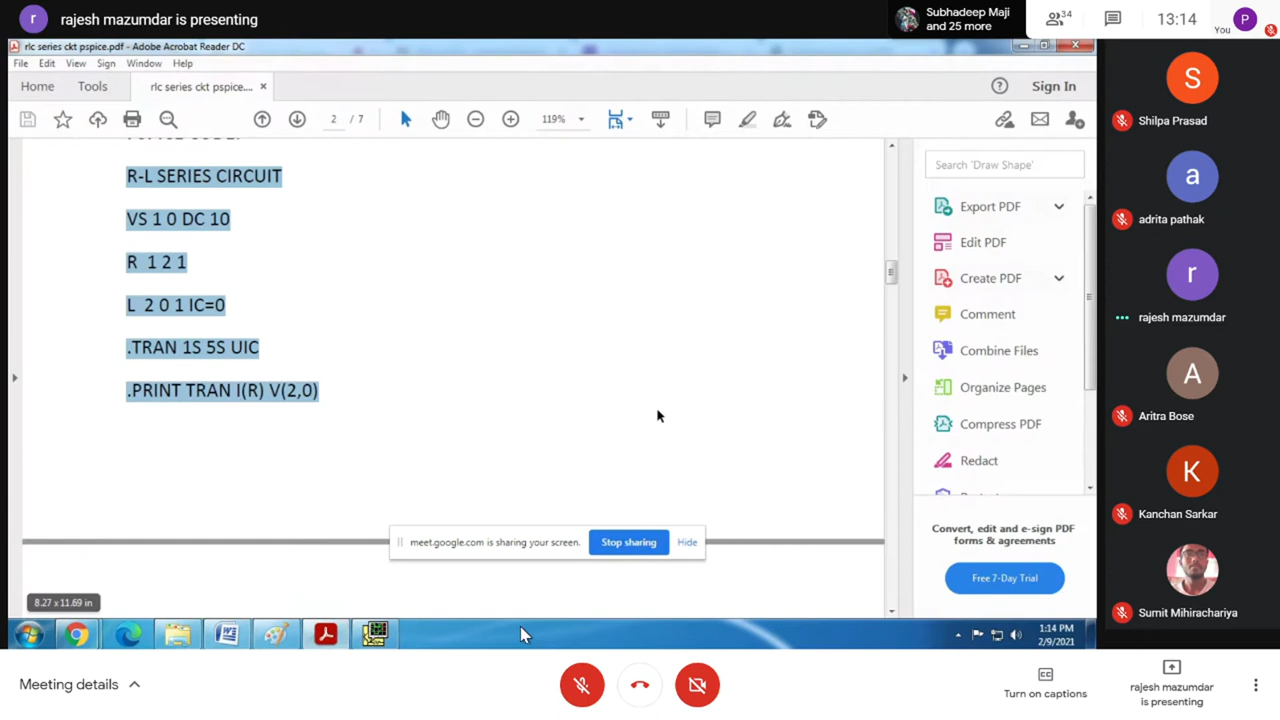 r rajesh mazumdar is presenting
Subhadeep Maji
and 25 more
34
13:14
You
P
rlc series ckt pspice.pdf - Adobe Acrobat Reader DC
File Edit View Sign Window Help
Home Tools rlc series ckt pspice.... × Sign In
2 / 7 119%
R-L SERIES CIRCUIT
VS 1 0 DC 10
R 1 2 1
L 2 0 1 IC=0
.TRAN 1S 5S UIC
.PRINT TRAN I(R) V(2,0)
meet.google.com is sharing your screen. Stop sharing Hide
8.27 x 11.69 in
Search 'Draw Shape'
Export PDF
Edit PDF
Create PDF
Comment
Combine Files
Organize Pages
Compress PDF
Redact
Convert, edit and e-sign PDF
forms & agreements
Free 7-Day Trial
1:14 PM
2/9/2021
S
Shilpa Prasad
a
adrita pathak
r
rajesh mazumdar
A
Aritra Bose
K
Kanchan Sarkar
Sumit Mihirachariya
Meeting details
Turn on captions
rajesh mazumdar
is presenting